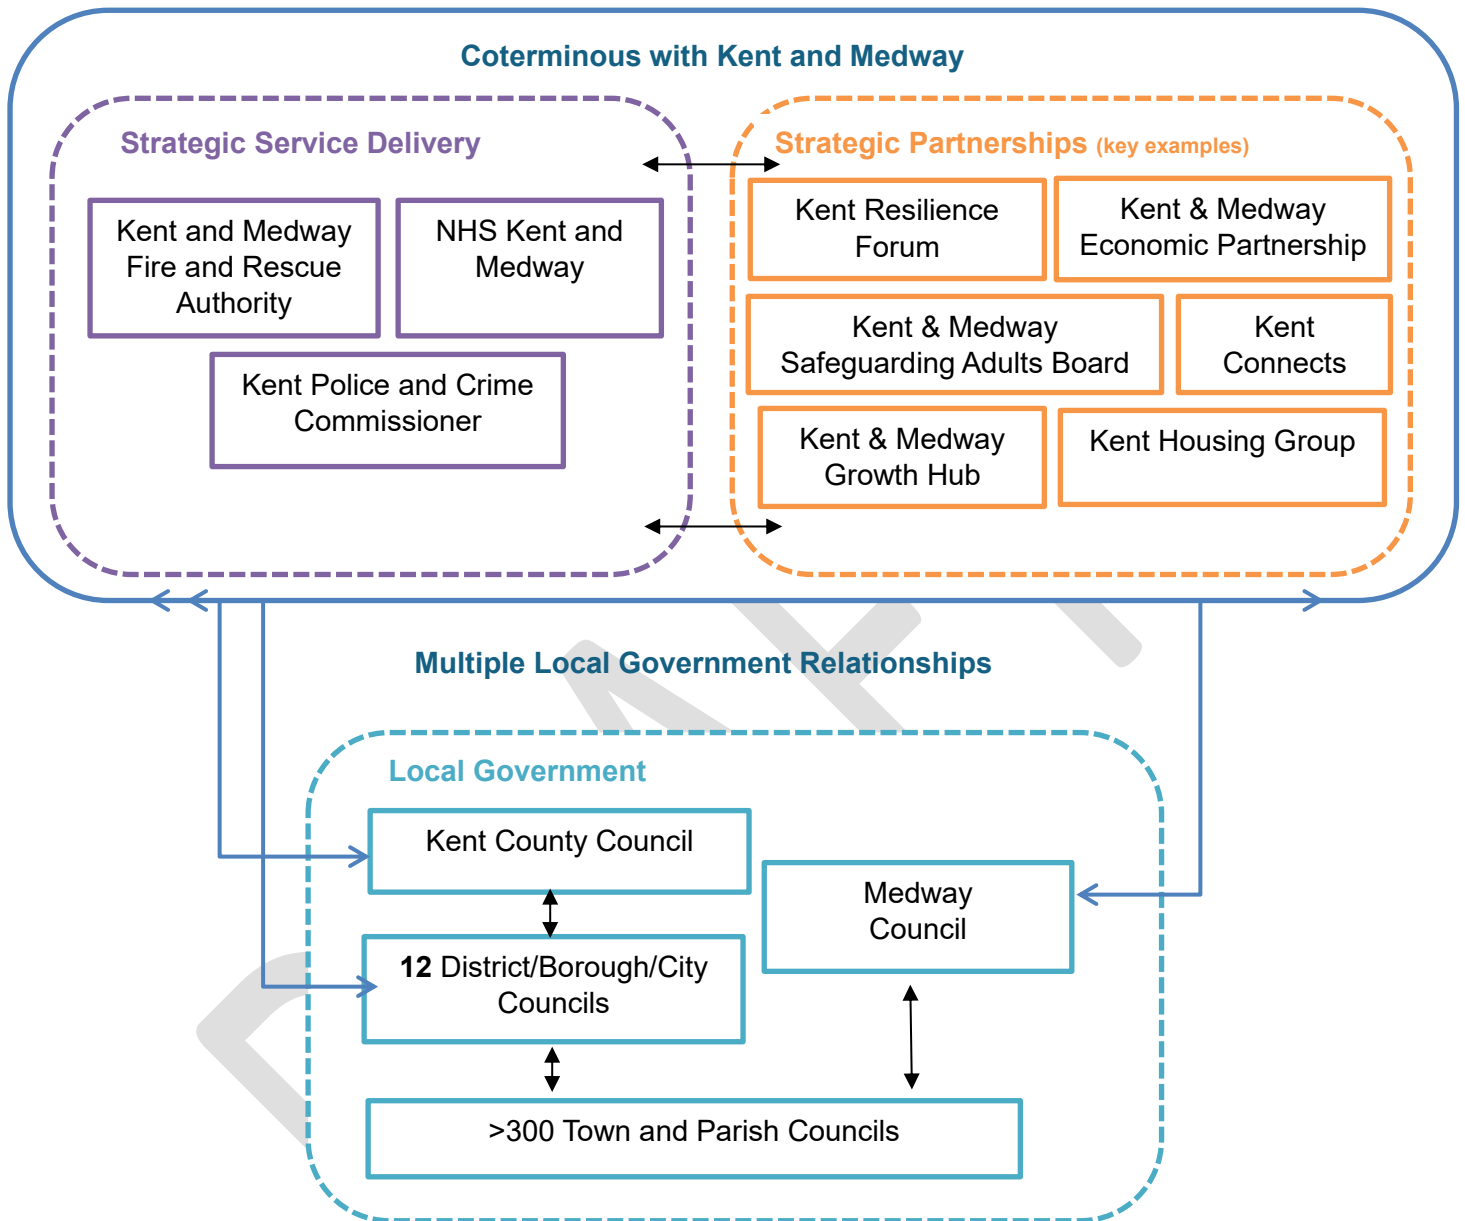 Coterminous with Kent and Medway
Strategic Service Delivery
Kent and Medway
Fire and Rescue
Authority
NHS Kent and
Medway
Kent Police and Crime
Commissioner
Strategic Partnerships (key examples)
Kent Resilience
Forum
Kent & Medway
Economic Partnership
Kent & Medway
Safeguarding Adults Board
Kent
Connects
Kent & Medway
Growth Hub
Kent Housing Group
Multiple Local Government Relationships
Local Government
Kent County Council
Medway
Council
12 District/Borough/City
Councils
>300 Town and Parish Councils
DRAFT